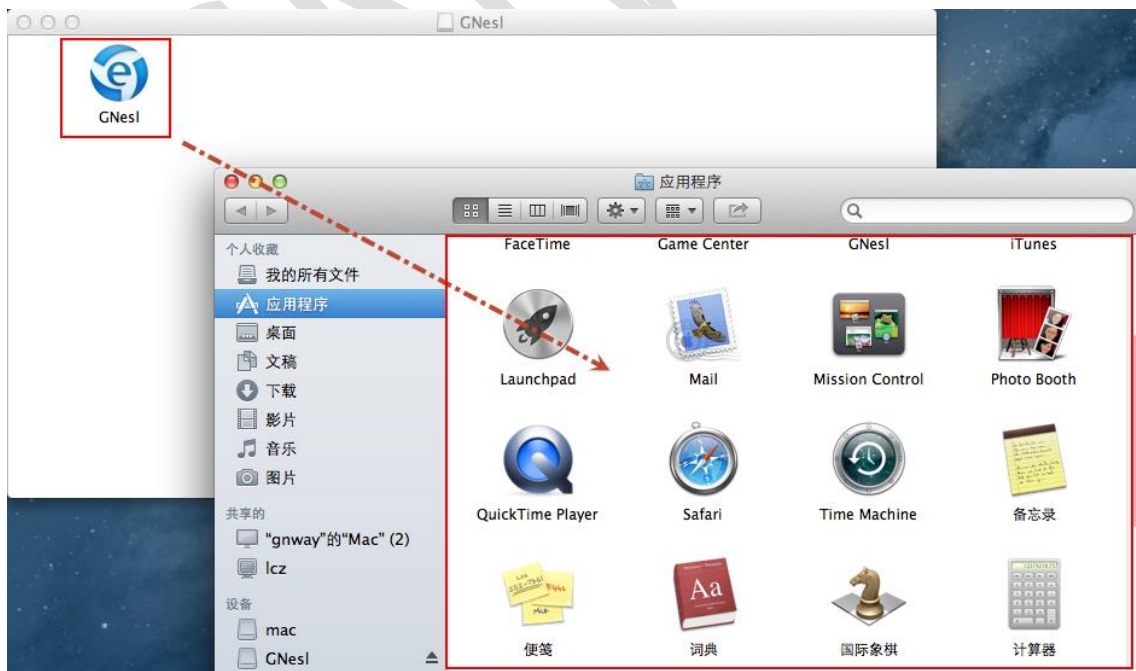 GNesl
GNesl
应用程序
个人收藏
我的所有文件
应用程序
桌面
文稿
下载
影片
音乐
图片
共享的
“gnway”的“Mac” (2)
lcz
设备
mac
GNesl
FaceTime Game Center GNesl iTunes
Launchpad Mail Mission Control Photo Booth
QuickTime Player Safari Time Machine 备忘录
Aa
便笺 词典 国际象棋 计算器